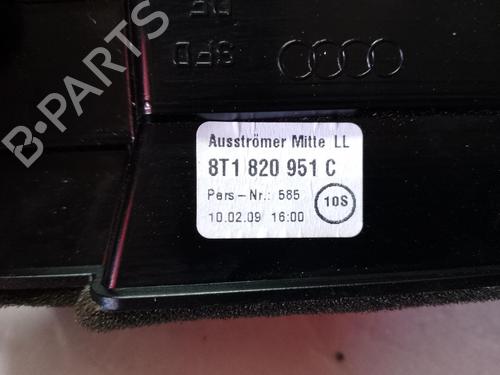 Ausströmer Mitte LL
8T1 820 951 C
Pers-Nr.: 585
10.02.09 16:00
10S
B-PARTS